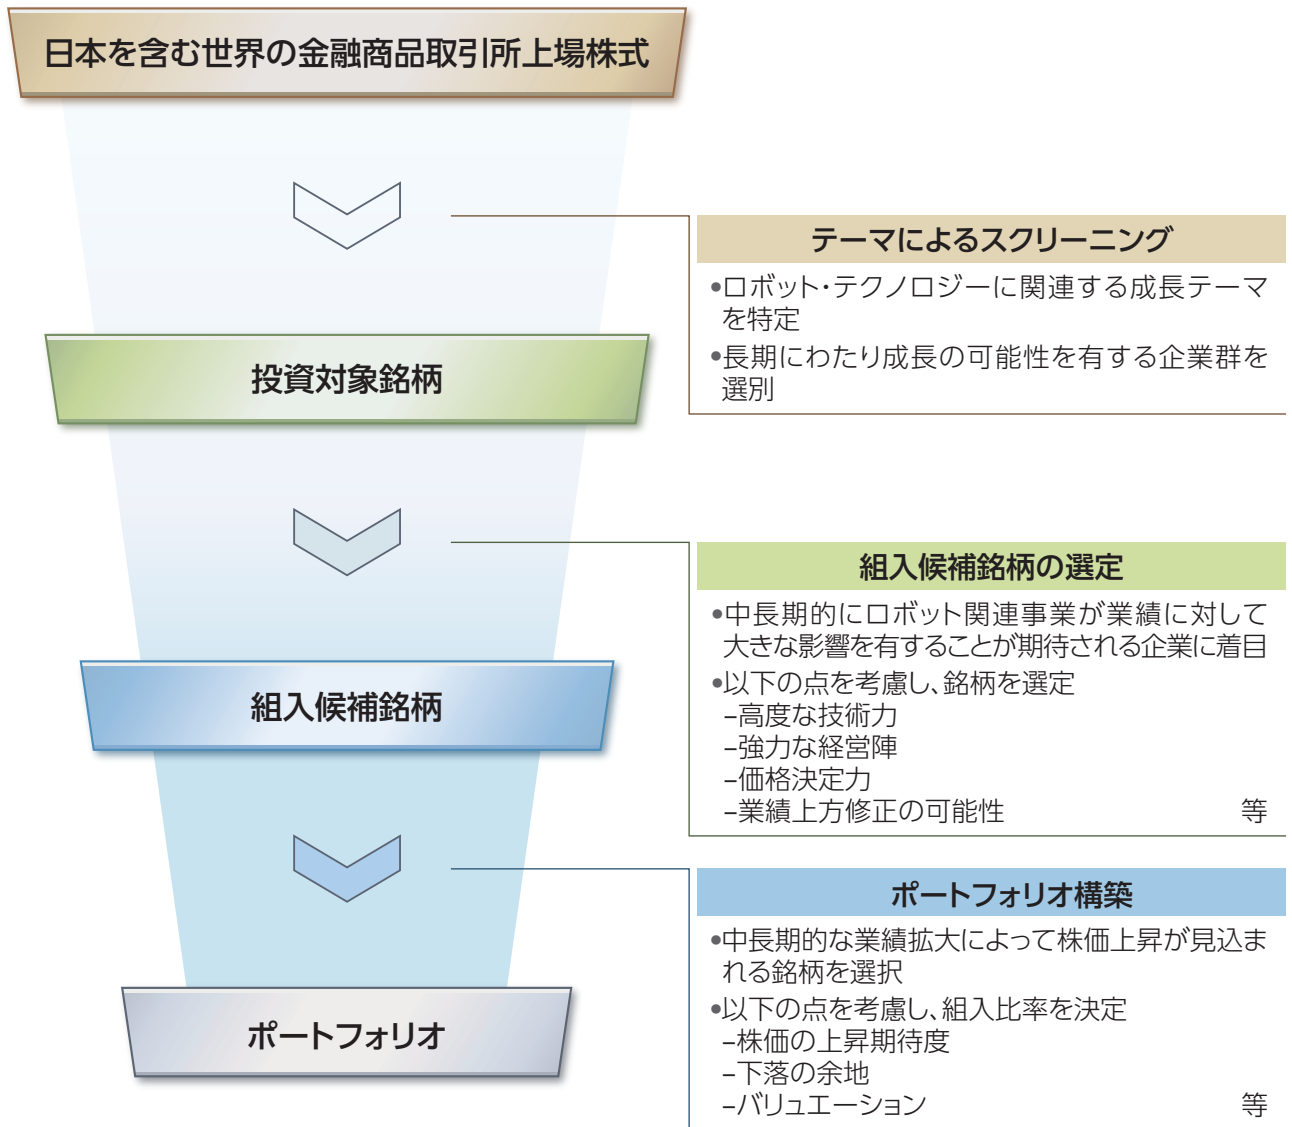 日本を含む世界の金融商品取引所上場株式
テーマによるスクリーニング
•ロボット・テクノロジーに関連する成長テーマ
を特定
•長期にわたり成長の可能性を有する企業群を
選別
投資対象銘柄
組入候補銘柄の選定
•中長期的にロボット関連事業が業績に対して
大きな影響を有することが期待される企業に着目
•以下の点を考慮し、銘柄を選定
–高度な技術力
–強力な経営陣
–価格決定力
–業績上方修正の可能性 等
組入候補銘柄
ポートフォリオ構築
•中長期的な業績拡大によって株価上昇が見込ま
れる銘柄を選択
•以下の点を考慮し、組入比率を決定
–株価の上昇期待度
–下落の余地
–バリュエーション 等
ポートフォリオ